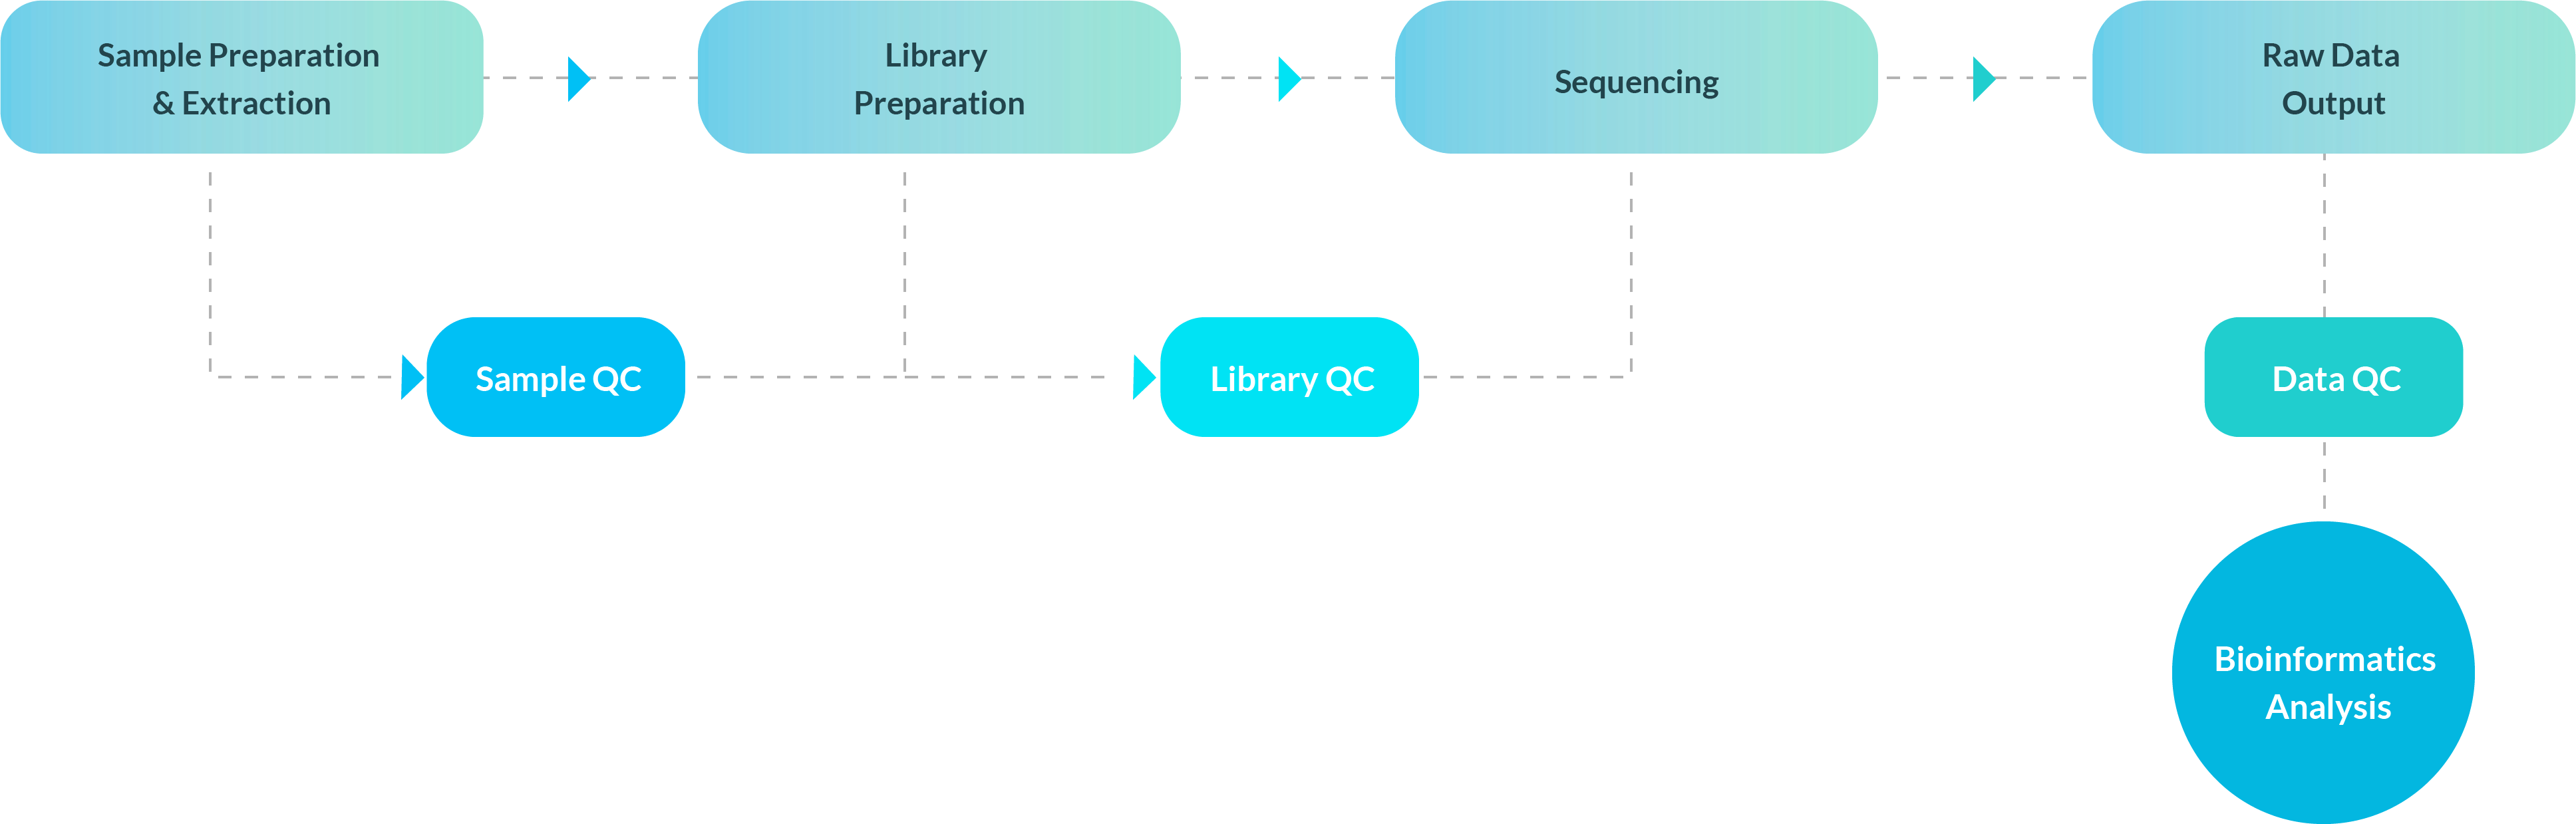 Sample Preparation
& Extraction
Library
Preparation
Sequencing
Raw Data
Output
Sample QC
Library QC
Data QC
Bioinformatics
Analysis